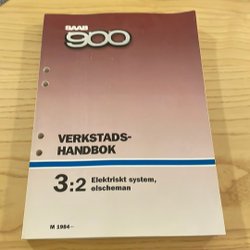 SAAB
900
VERKSTADS-
HANDBOK
3:2 Elektriskt system,
elscheman
M 1984–